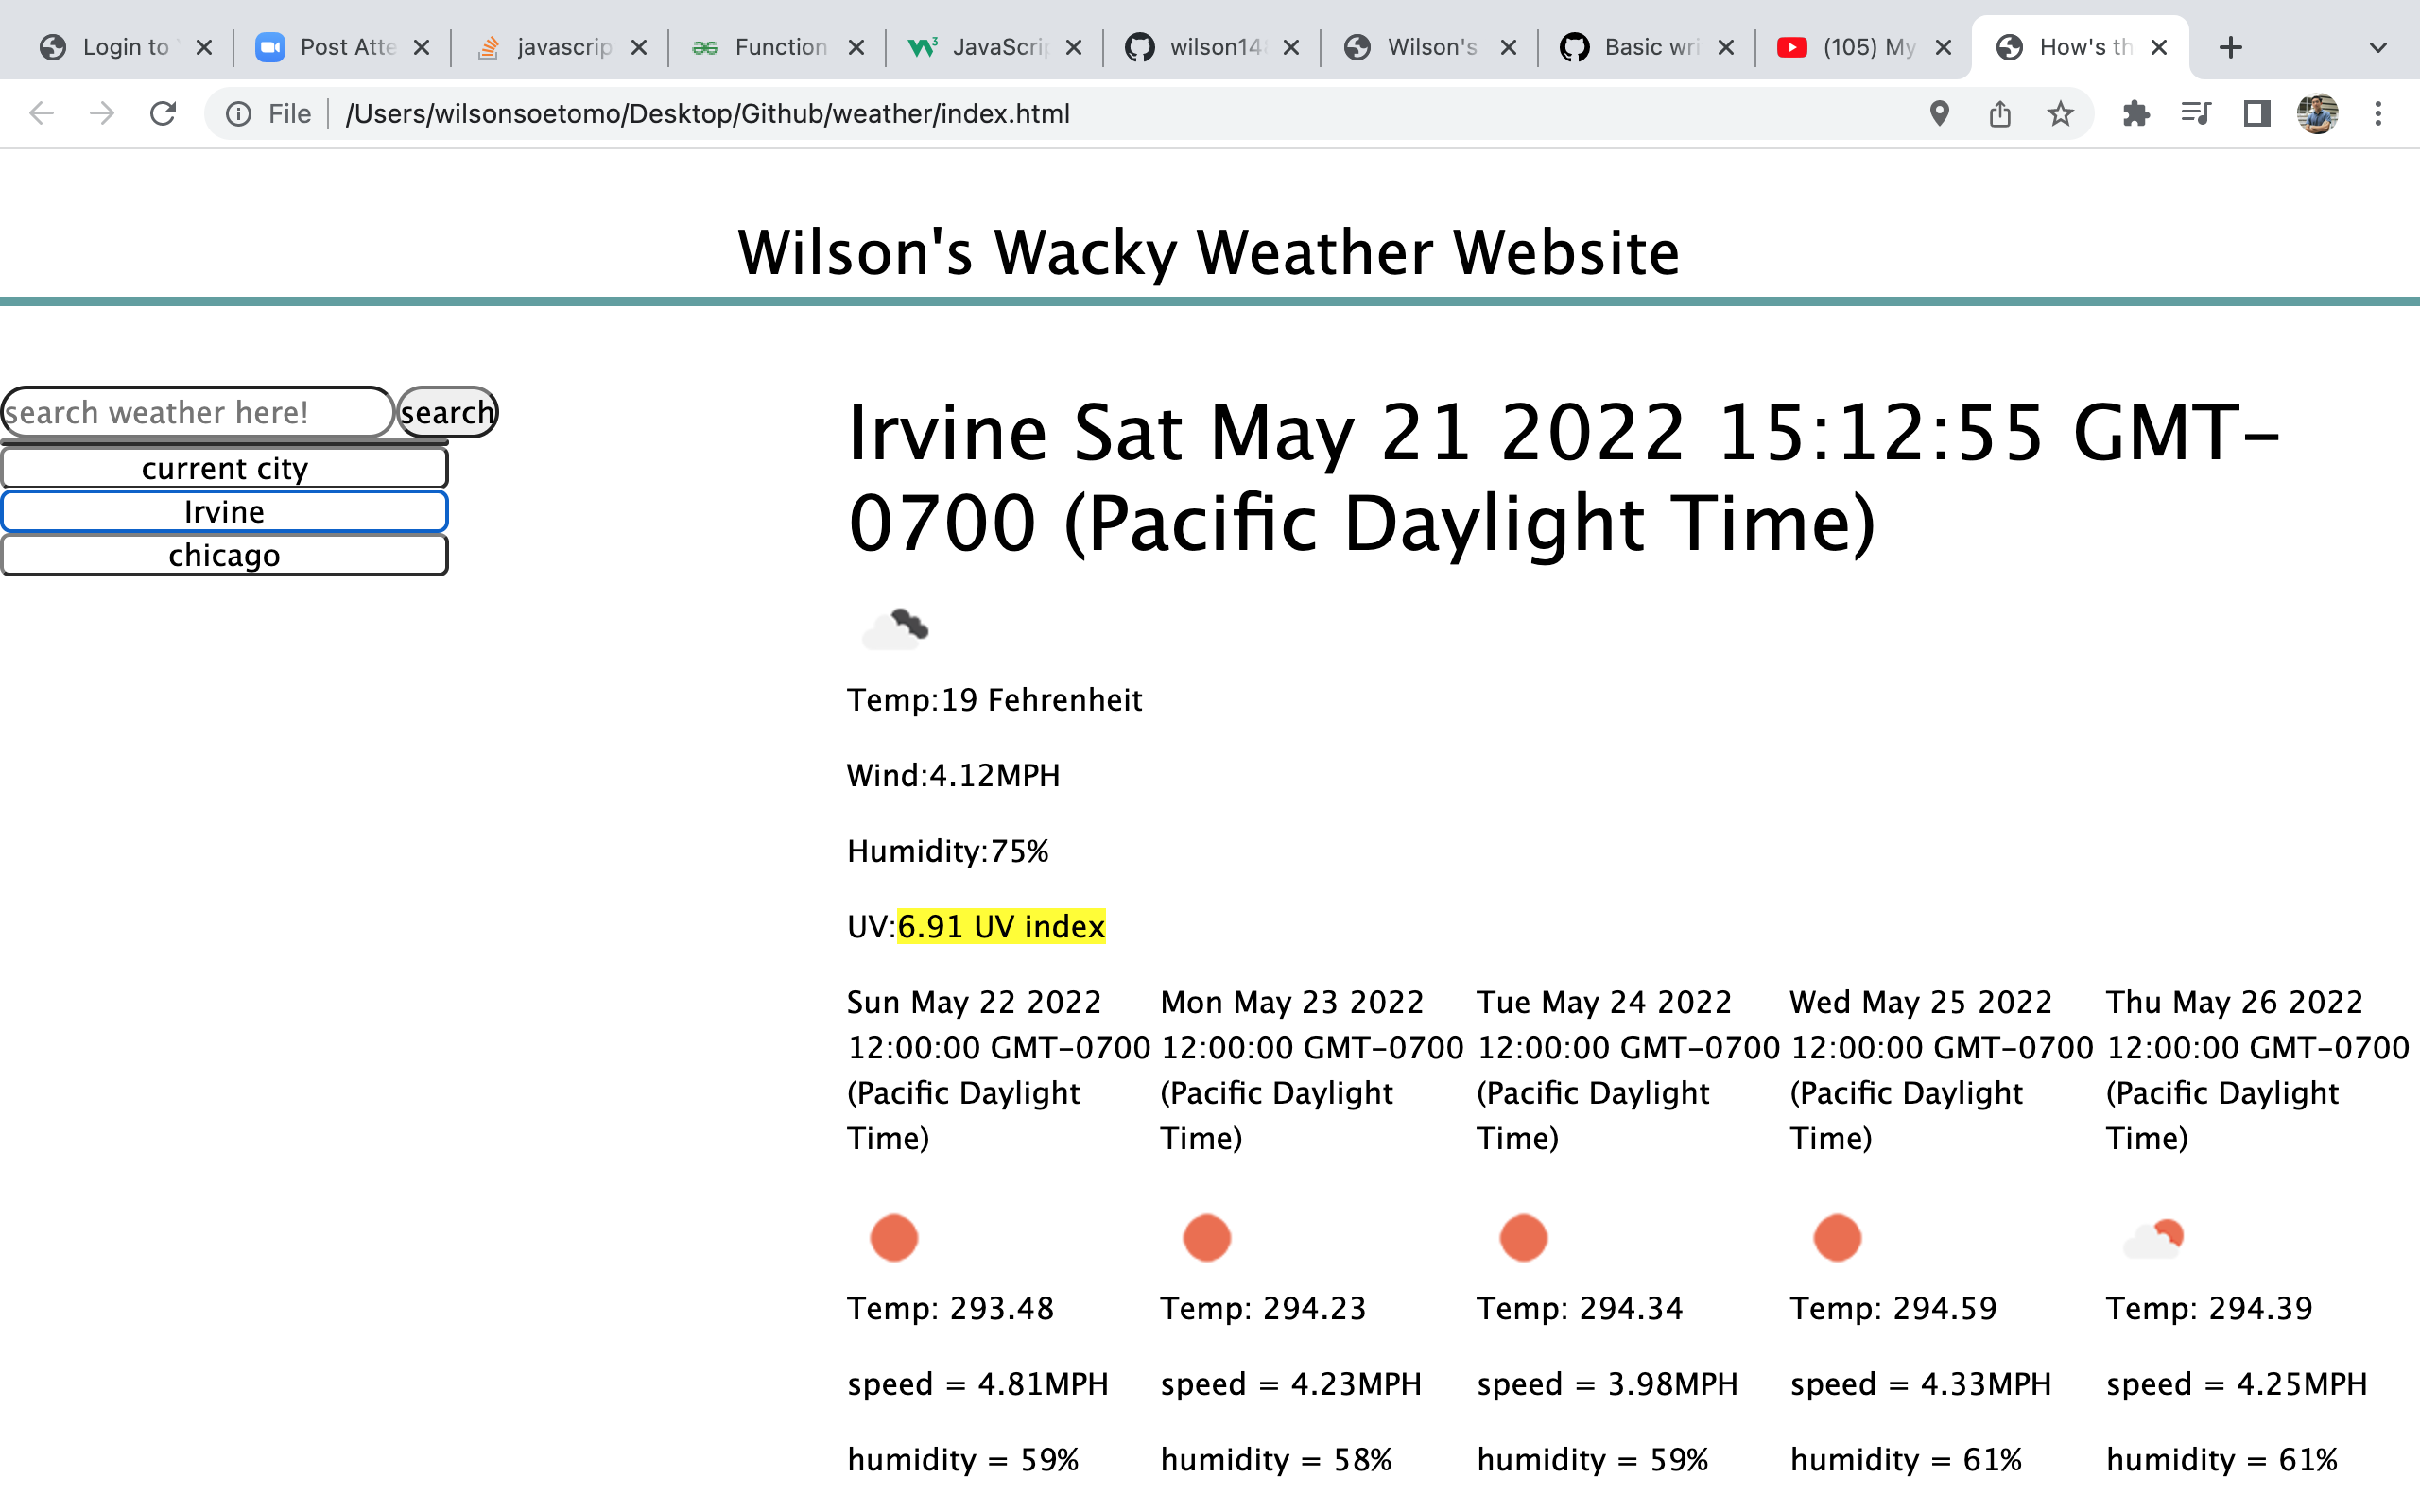 Login to
Post Atte
javascrip
Function
JavaScrip
wilson14
Wilson's
Basic wri
(105) My
How's th
File
/Users/wilsonsoetomo/Desktop/Github/weather/index.html
Wilson's Wacky Weather Website
search weather here!
search
current city
Irvine
chicago
Irvine Sat May 21 2022 15:12:55 GMT-
0700 (Pacific Daylight Time)
Temp:19 Fehrenheit
Wind:4.12MPH
Humidity:75%
UV:6.91 UV index
Sun May 22 2022
12:00:00 GMT-0700
(Pacific Daylight
Time)
Temp: 293.48
speed = 4.81MPH
humidity = 59%
Mon May 23 2022
12:00:00 GMT-0700
(Pacific Daylight
Time)
Temp: 294.23
speed = 4.23MPH
humidity = 58%
Tue May 24 2022
12:00:00 GMT-0700
(Pacific Daylight
Time)
Temp: 294.34
speed = 3.98MPH
humidity = 59%
Wed May 25 2022
12:00:00 GMT-0700
(Pacific Daylight
Time)
Temp: 294.59
speed = 4.33MPH
humidity = 61%
Thu May 26 2022
12:00:00 GMT-0700
(Pacific Daylight
Time)
Temp: 294.39
speed = 4.25MPH
humidity = 61%